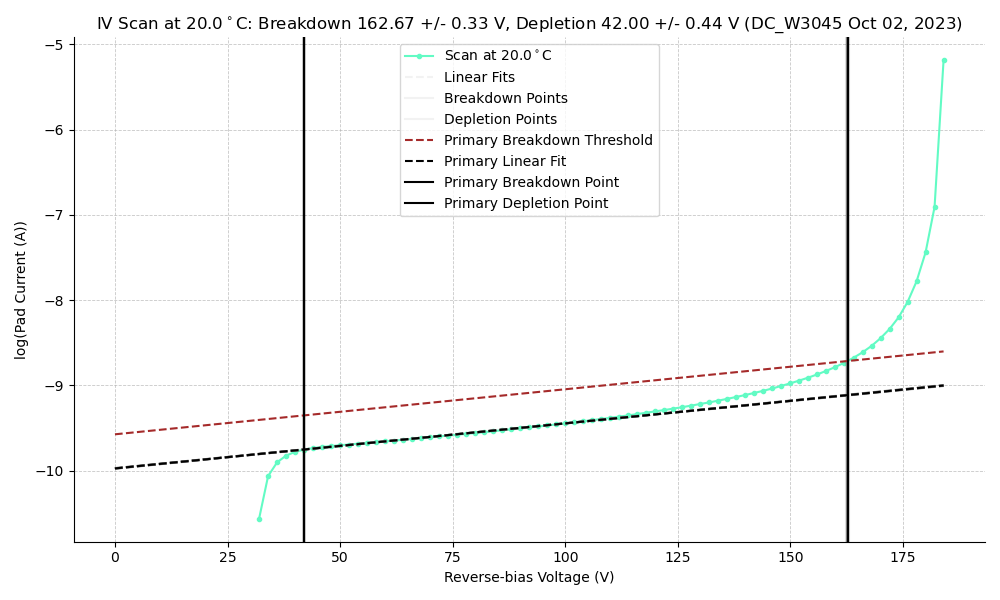 IV Scan at 20.0°C: Breakdown 162.67 +/- 0.33 V, Depletion 42.00 +/- 0.44 V (DC_W3045 Oct 02, 2023)
Scan at 20.0°C
Linear Fits
Breakdown Points
Depletion Points
Primary Breakdown Threshold
Primary Linear Fit
Primary Breakdown Point
Primary Depletion Point
log(Pad Current (A))
−5
−6
−7
−8
−9
−10
0 25 50 75 100 125 150 175
Reverse-bias Voltage (V)